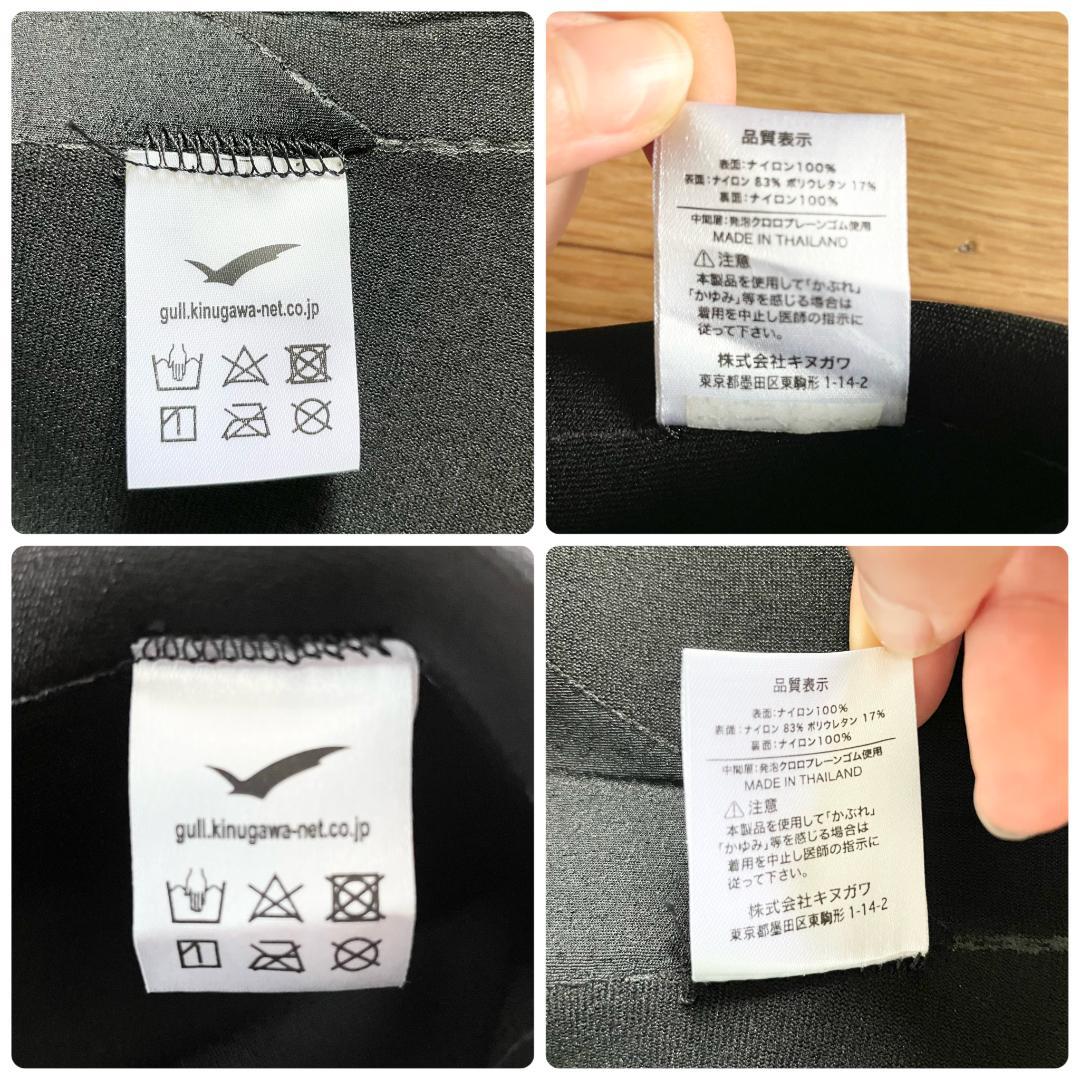 gull.kinugawa-net.co.jp
品質表示
表面:ナイロン100%
表面:ナイロン 83% ポリウレタン 17%
裏面:ナイロン100%
中間層:発泡クロロプレーンゴム使用
MADE IN THAILAND
⚠注意
本製品を使用して「かぶれ」
「かゆみ」等を感じる場合は
着用を中止し医師の指示に
従って下さい。
株式会社キヌガワ
東京都墨田区東駒形 1-14-2
gull.kinugawa-net.co.jp
品質表示
表面:ナイロン100%
表面:ナイロン 83% ポリウレタン 17%
裏面:ナイロン100%
中間層:発泡クロロプレーンゴム使用
MADE IN THAILAND
⚠注意
本製品を使用して「かぶれ」
「かゆみ」等を感じる場合は
着用を中止し医師の指示に
従って下さい。
株式会社キヌガワ
東京都墨田区東駒形 1-14-2